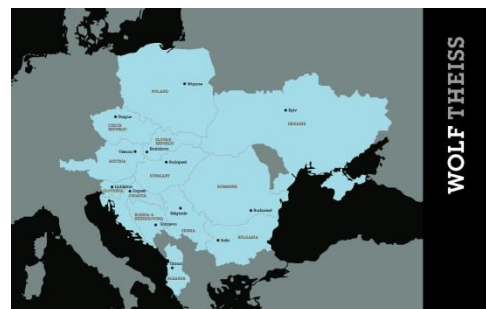 WOLF THEISS
POLAND
Warsaw
Prague
CZECH
REPUBLIC
Kyiv
UKRAINE
SLOVAK
REPUBLIC
Vienna
Bratislava
AUSTRIA
Budapest
HUNGARY
Ljubljana
SLOVENIA
Zagreb
CROATIA
ROMANIA
BOSNIA &
HERZEGOVINA
Belgrade
Bucharest
Sarajevo
SERBIA
Sofia
BULGARIA
Tirana
ALBANIA